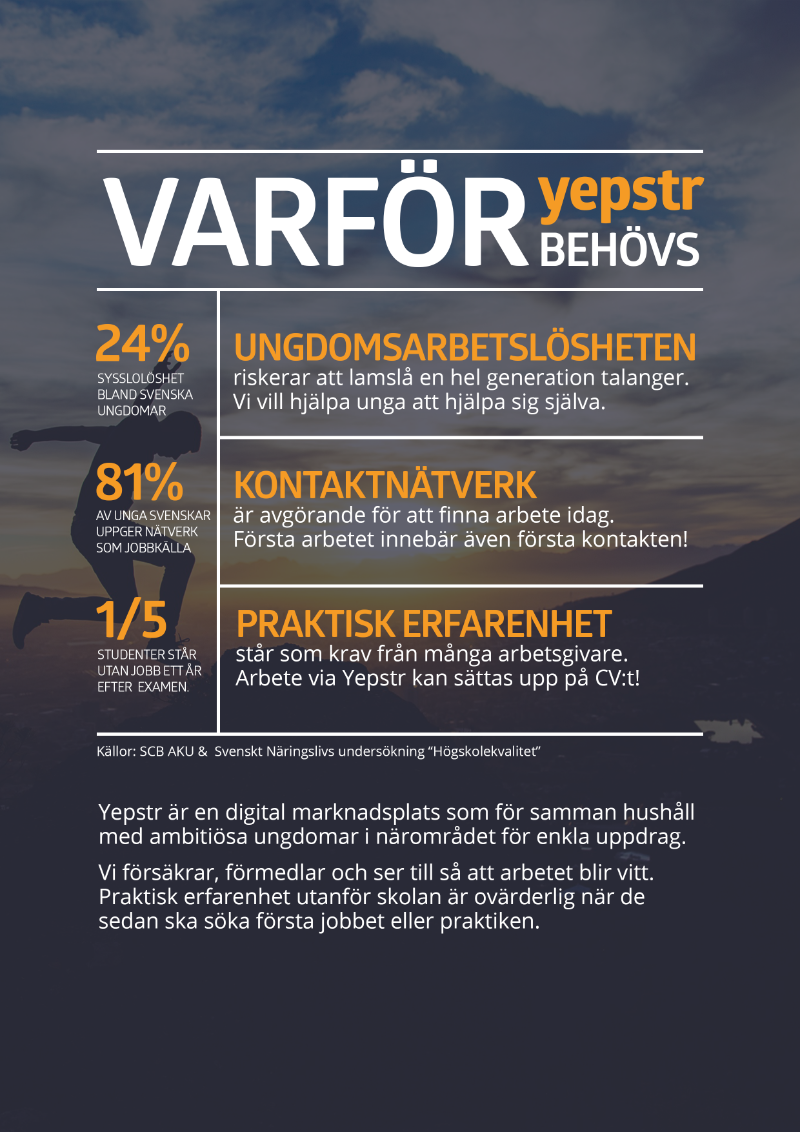 VARFÖR yepstr
BEHÖVS
24%
SYSSLOLÖSHET
BLAND SVENSKA
UNGDOMAR
UNGDOMSARBETSLÖSHETEN
riskerar att lamslå en hel generation talanger.
Vi vill hjälpa unga att hjälpa sig själva.
81%
AV UNGA SVENSKAR
UPPGER NÄTVERK
SOM JOBBKÄLLA
KONTAKTNÄTVERK
är avgörande för att finna arbete idag.
Första arbetet innebär även första kontakten!
1/5
STUDENTER STÅR
UTAN JOBB ETT ÅR
EFTER EXAMEN.
PRAKTISK ERFARENHET
står som krav från många arbetsgivare.
Arbete via Yepstr kan sättas upp på CV:t!
Källor: SCB AKU & Svenskt Näringslivs undersökning “Högskolekvalitet”
Yepstr är en digital marknadsplats som för samman hushåll
med ambitiösa ungdomar i närområdet för enkla uppdrag.
Vi försäkrar, förmedlar och ser till så att arbetet blir vitt.
Praktisk erfarenhet utanför skolan är ovärderlig när de
sedan ska söka första jobbet eller praktiken.